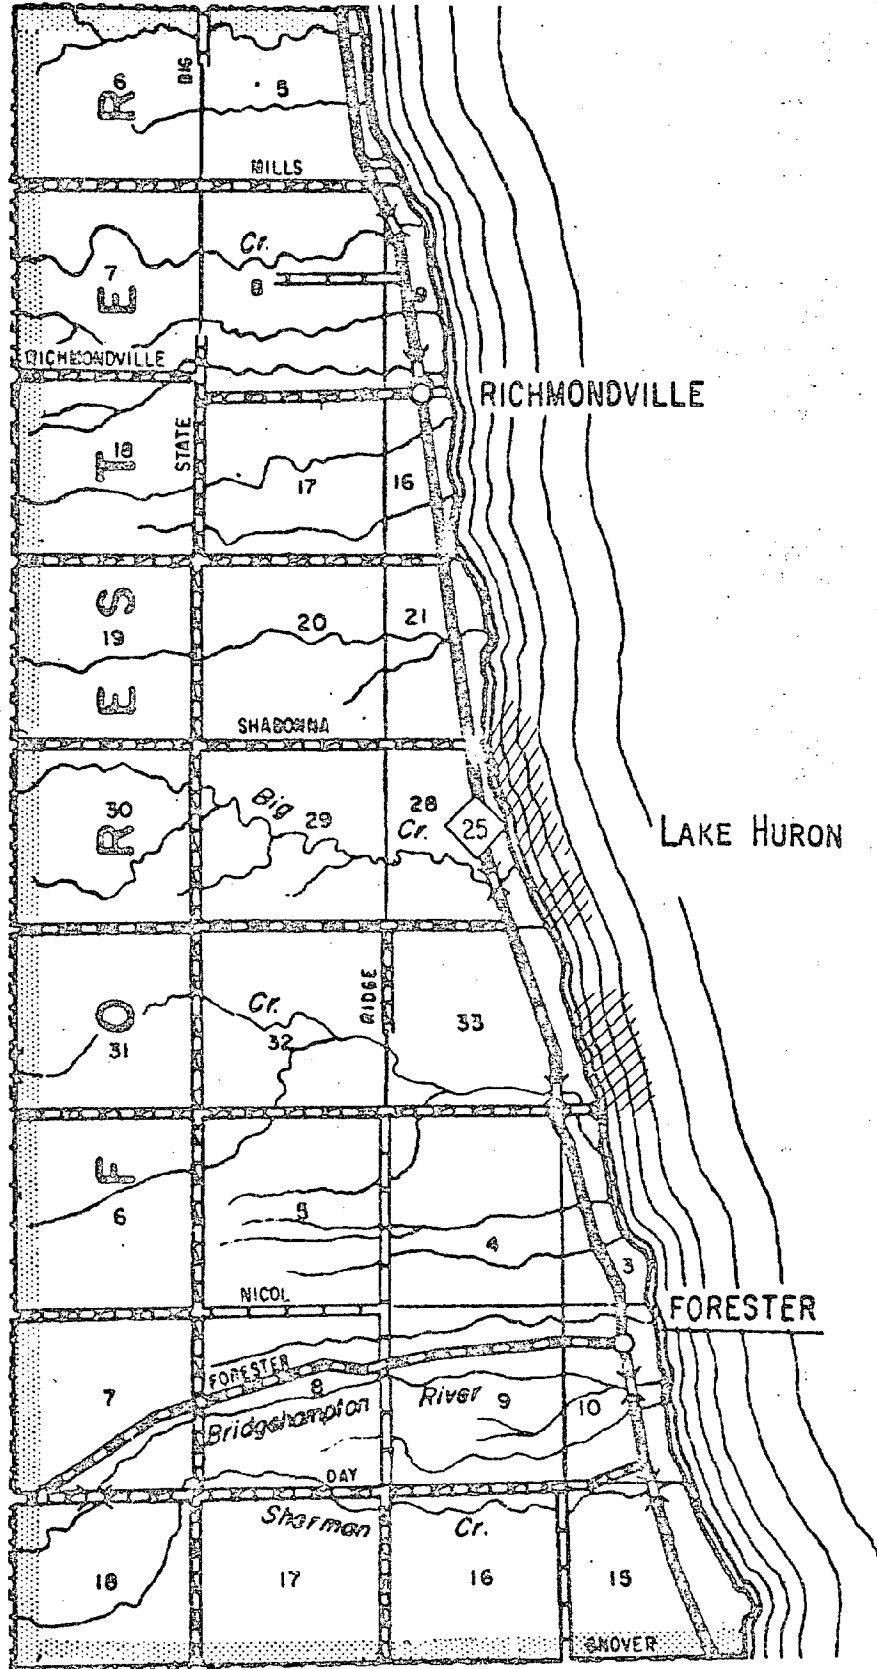 BIG
6
5
R
MILLS
Cr.
7
8
9
E
RICHMONDVILLE
RICHMONDVILLE
STATE
18
T
17
16
S
19
20
21
E
SHABONNA
30
Big
29
28
Cr.
25
R
LAKE HURON
RIDGE
O
Cr.
31
32
33
F
6
5
4
3
NICOL
FORESTER
FORESTER
7
8
River
9
10
Bridgehampton
DAY
Sharman
Cr.
18
17
16
15